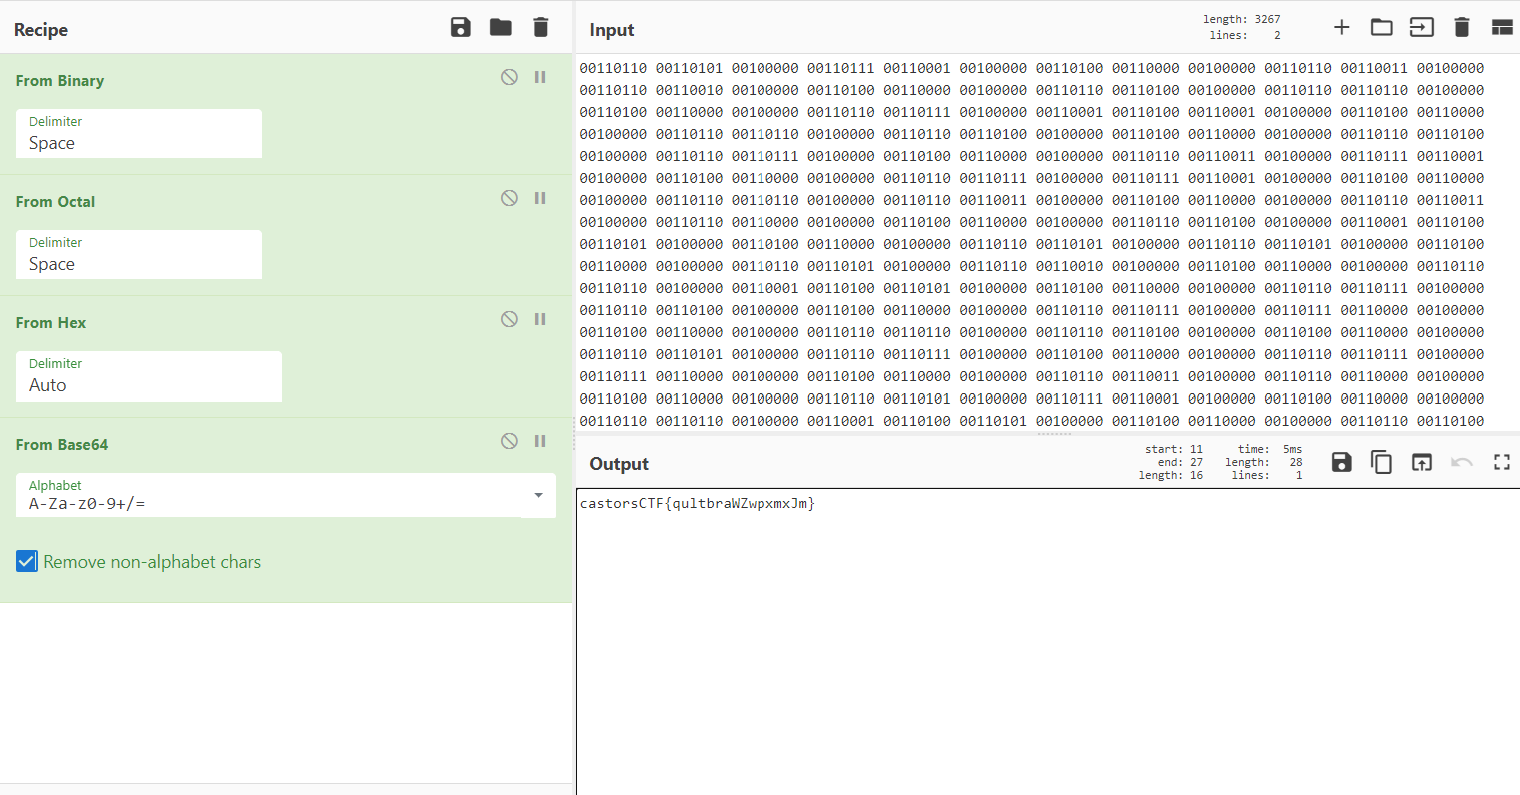 Recipe
From Binary
Delimiter
Space
From Octal
Delimiter
Space
From Hex
Delimiter
Auto
From Base64
Alphabet
A-Za-z0-9+/=
Remove non-alphabet chars
Input
length: 3267
lines: 2
00110110 00110101 00100000 00110111 00110001 00100000 00110100 00110000 00100000 00110110 00110011 00100000
00110110 00110010 00100000 00110100 00110000 00100000 00110110 00110100 00100000 00110110 00110110 00100000
00110100 00110000 00100000 00110110 00110111 00100000 00110001 00110100 00110001 00100000 00110100 00110000
00100000 00110110 00110110 00100000 00110110 00110100 00100000 00110100 00110000 00100000 00110110 00110100
00100000 00110110 00110111 00100000 00110100 00110000 00100000 00110110 00110011 00100000 00110111 00110001
00100000 00110100 00110000 00100000 00110110 00110111 00100000 00110111 00110001 00100000 00110100 00110000
00100000 00110110 00110110 00100000 00110110 00110011 00100000 00110100 00110000 00100000 00110110 00110011
00100000 00110110 00110000 00100000 00110100 00110000 00100000 00110110 00110100 00100000 00110001 00110100
00110101 00100000 00110100 00110000 00100000 00110110 00110101 00100000 00110110 00110101 00100000 00110100
00110000 00100000 00110110 00110101 00100000 00110110 00110010 00100000 00110100 00110000 00100000 00110110
00110110 00100000 00110001 00110100 00110101 00100000 00110100 00110000 00100000 00110110 00110111 00100000
00110110 00110100 00100000 00110100 00110000 00100000 00110110 00110111 00100000 00110111 00110000 00100000
00110100 00110000 00100000 00110110 00110110 00100000 00110110 00110100 00100000 00110100 00110000 00100000
00110110 00110101 00100000 00110110 00110111 00100000 00110100 00110000 00100000 00110110 00110111 00100000
00110111 00110000 00100000 00110100 00110000 00100000 00110110 00110011 00100000 00110110 00110000 00100000
00110100 00110000 00100000 00110110 00110101 00100000 00110111 00110001 00100000 00110100 00110000 00100000
00110110 00110110 00100000 00110001 00110100 00110101 00100000 00110100 00110000 00100000 00110110 00110100
Output
start: 11
end: 27
length: 16
time: 5ms
length: 28
lines: 1
castorsCTF{qultbraWZwpxmxJm}